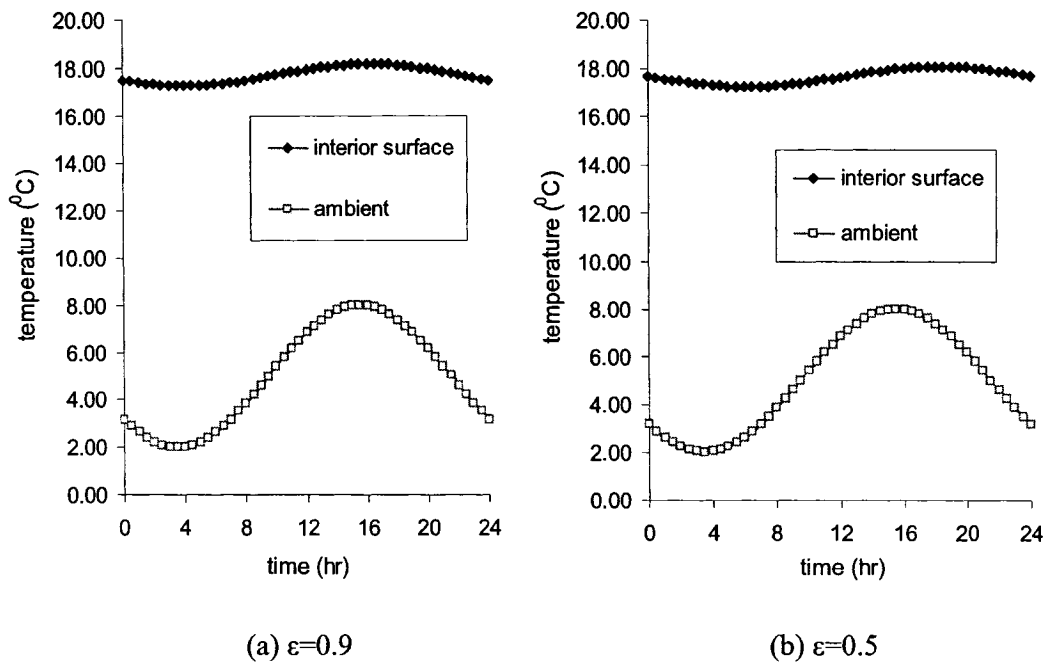 20.00
18.00
16.00
14.00
12.00
10.00
8.00
6.00
4.00
2.00
0.00
temperature (⁰C)
interior surface
ambient
0 4 8 12 16 20 24
time (hr)
(a) ε=0.9
20.00
18.00
16.00
14.00
12.00
10.00
8.00
6.00
4.00
2.00
0.00
temperature (⁰C)
interior surface
ambient
0 4 8 12 16 20 24
time (hr)
(b) ε=0.5